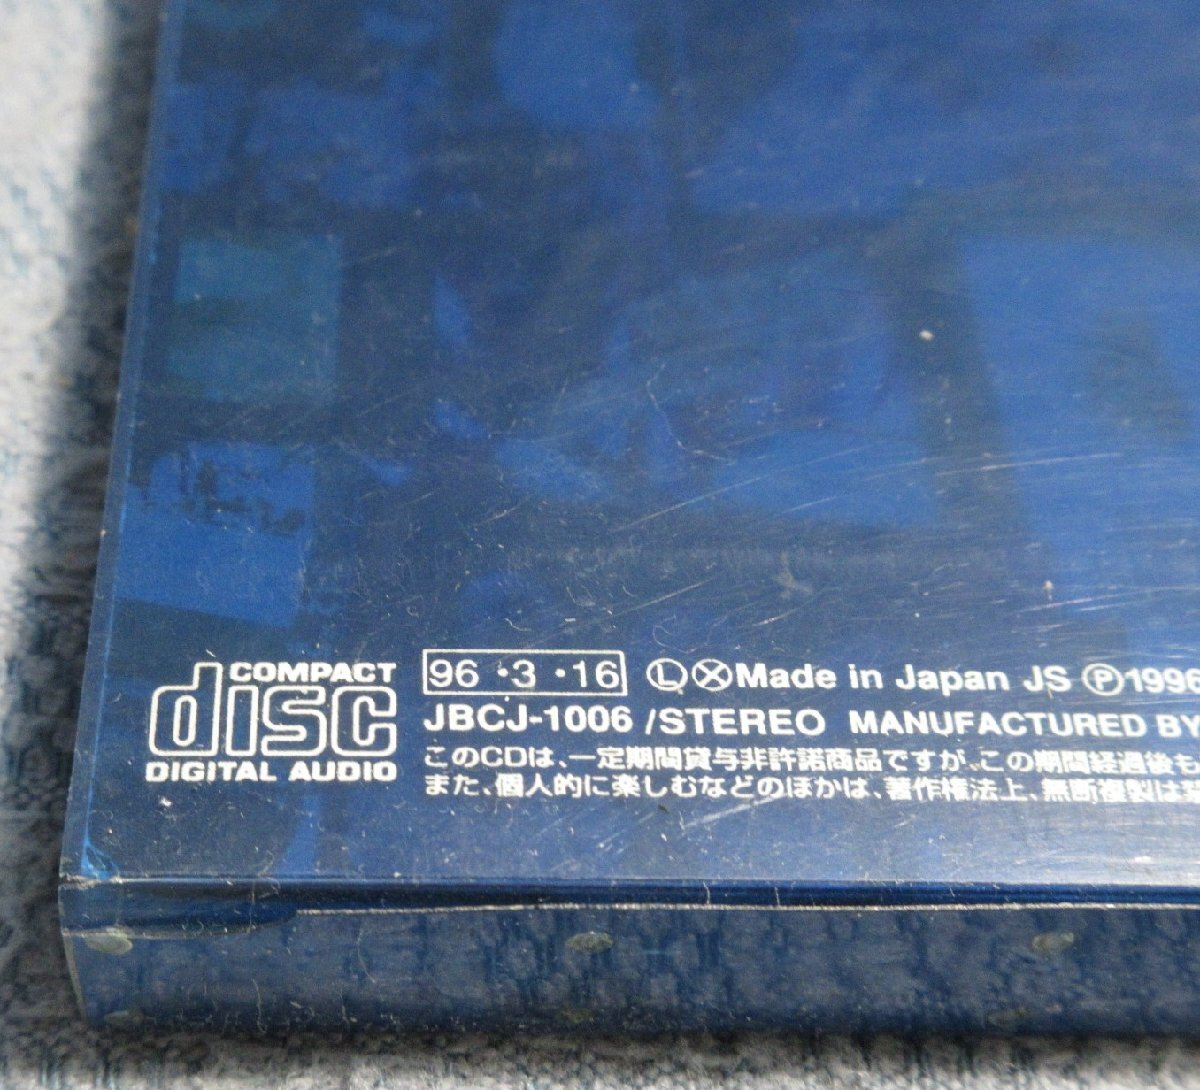 COMPACT
disc
DIGITAL AUDIO
96・3・16 ⓁⓍMade in Japan JS Ⓟ1996
JBCJ-1006 /STEREO MANUFACTURED BY
このCDは、一定期間貸与非許諾商品ですが、この期間経過後も
また、個人的に楽しむなどのほかは、著作権法上、無断複製は